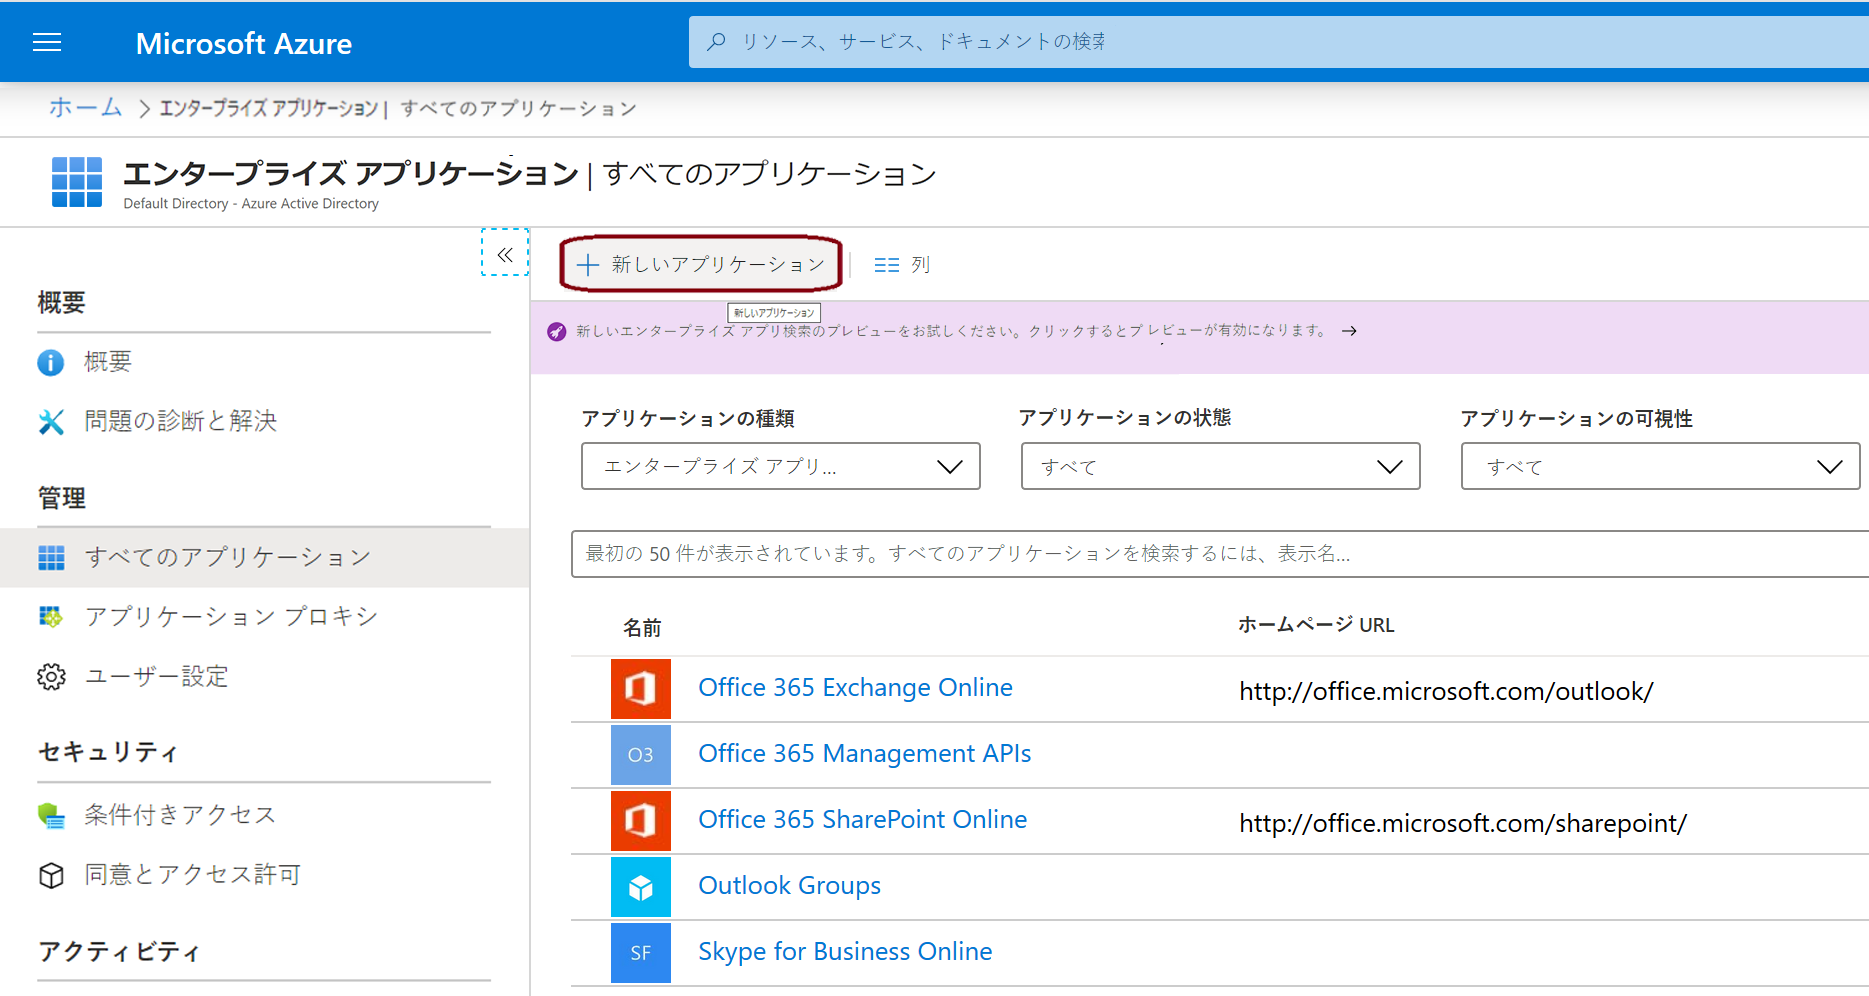 Microsoft Azure
リソース、サービス、ドキュメントの検索
ホーム > エンタープライズ アプリケーション | すべてのアプリケーション
エンタープライズ アプリケーション | すべてのアプリケーション
Default Directory - Azure Active Directory
«
概要
概要
問題の診断と解決
管理
すべてのアプリケーション
アプリケーション プロキシ
ユーザー設定
セキュリティ
条件付きアクセス
同意とアクセス許可
アクティビティ
+ 新しいアプリケーション
列
新しいアプリケーション
新しいエンタープライズ アプリ検索のプレビューをお試しください。クリックするとプレビューが有効になります。 →
アプリケーションの種類 アプリケーションの状態 アプリケーションの可視性
エンタープライズ アプリ... すべて すべて
最初の 50 件が表示されています。すべてのアプリケーションを検索するには、表示名...
名前 ホームページ URL
Office 365 Exchange Online http://office.microsoft.com/outlook/
O3 Office 365 Management APIs
Office 365 SharePoint Online http://office.microsoft.com/sharepoint/
Outlook Groups
SF Skype for Business Online